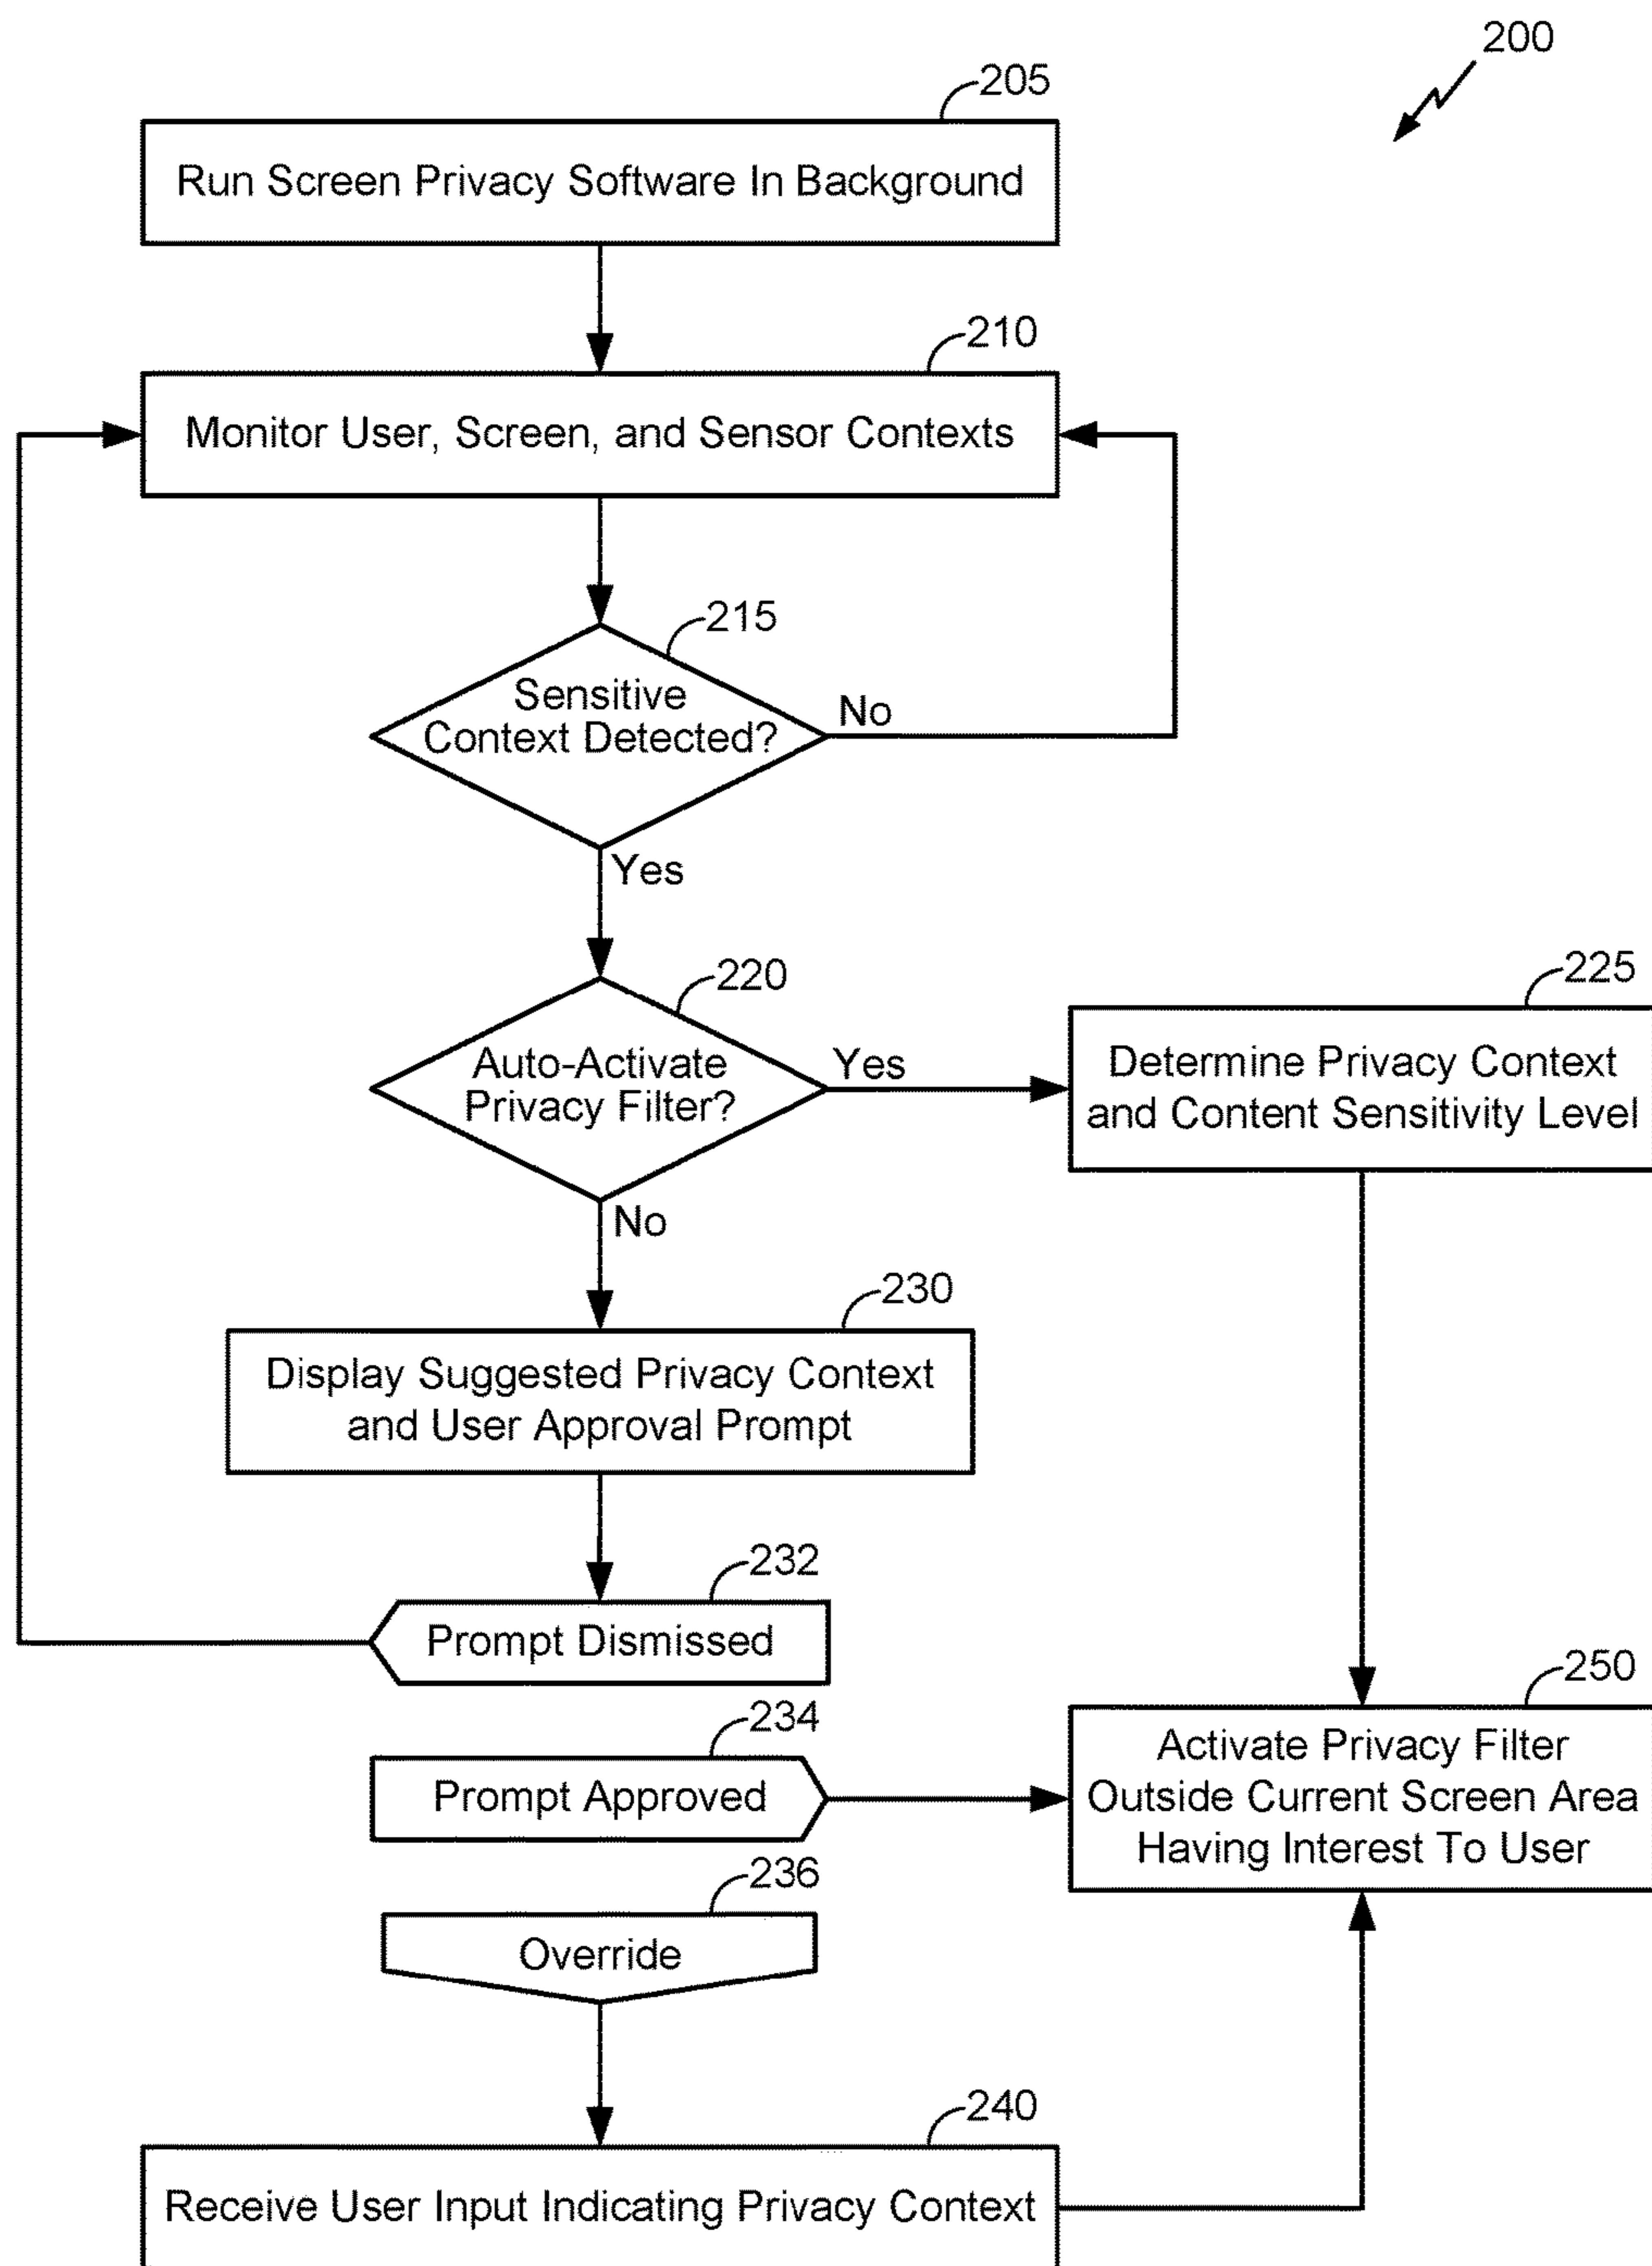 200
205
Run Screen Privacy Software In Background
210
Monitor User, Screen, and Sensor Contexts
215
Sensitive
Context Detected?
No
Yes
220
Auto-Activate
Privacy Filter?
Yes
No
225
Determine Privacy Context
and Content Sensitivity Level
230
Display Suggested Privacy Context
and User Approval Prompt
232
Prompt Dismissed
234
Prompt Approved
236
Override
250
Activate Privacy Filter
Outside Current Screen Area
Having Interest To User
240
Receive User Input Indicating Privacy Context